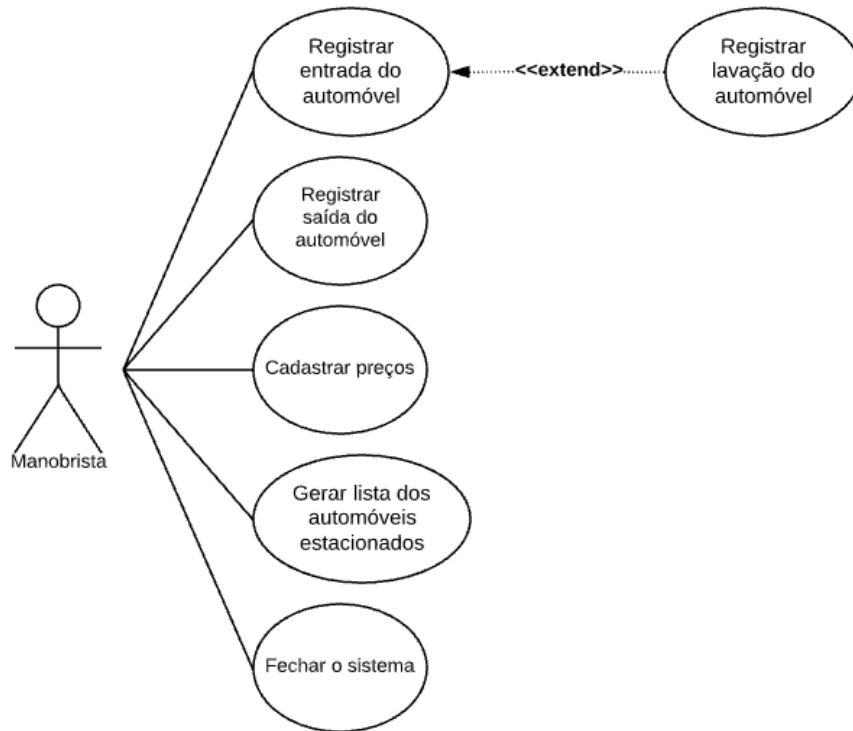 Registrar
entrada do
automóvel
<<extend>>
Registrar
lavação do
automóvel
Registrar
saída do
automóvel
Cadastrar preços
Manobrista
Gerar lista dos
automóveis
estacionados
Fechar o sistema